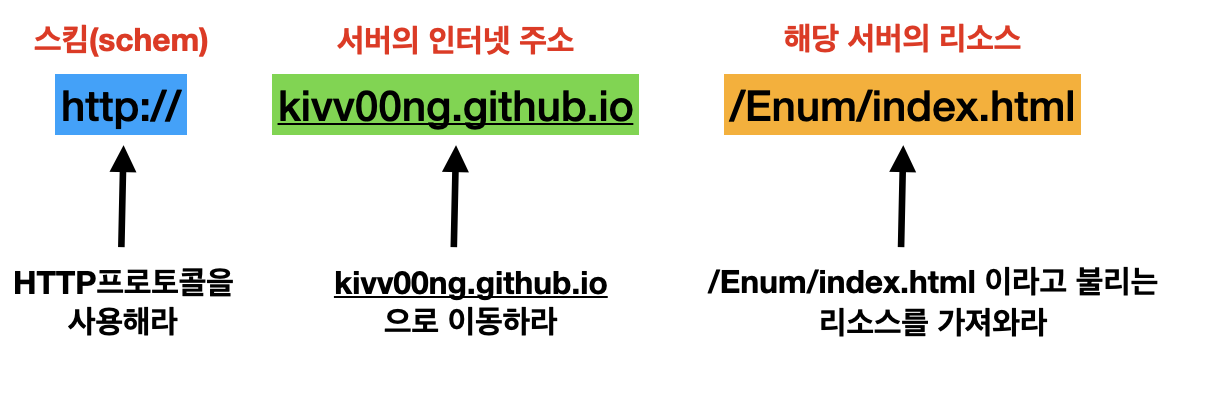 스킴(schem)
http://
HTTP프로토콜을
사용해라
서버의 인터넷 주소
kivv00ng.github.io
kivv00ng.github.io
으로 이동하라
해당 서버의 리소스
/Enum/index.html
/Enum/index.html 이라고 불리는
리소스를 가져와라